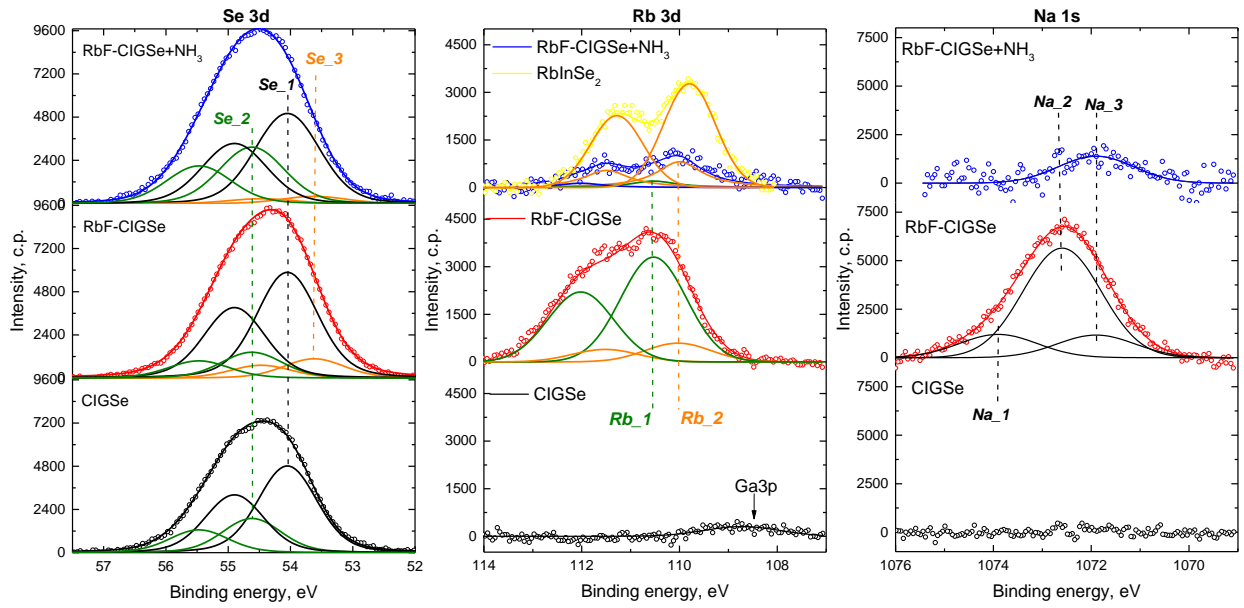 Se 3d
9600
7200
4800
2400
0
RbF-CIGSe+NH3
Se_3
Se_1
Se_2
9600
7200
4800
2400
0
RbF-CIGSe
9600
7200
4800
2400
0
CIGSe
Intensity, c.p.
57 56 55 54 53 52
Binding energy, eV
Rb 3d
4500
3000
1500
0
RbF-CIGSe+NH3
RbInSe2
4500
3000
1500
0
RbF-CIGSe
4500
3000
1500
0
CIGSe
Rb_1
Rb_2
Ga3p
Intensity, c.p.
114 112 110 108
Binding energy, eV
Na 1s
RbF-CIGSe+NH3
7500
5000
2500
0
Na_2
Na_3
7500
5000
2500
0
RbF-CIGSe
Na_1
7500
5000
2500
0
CIGSe
Intensity, c.p.
1076 1074 1072 1070
Binding energy, eV